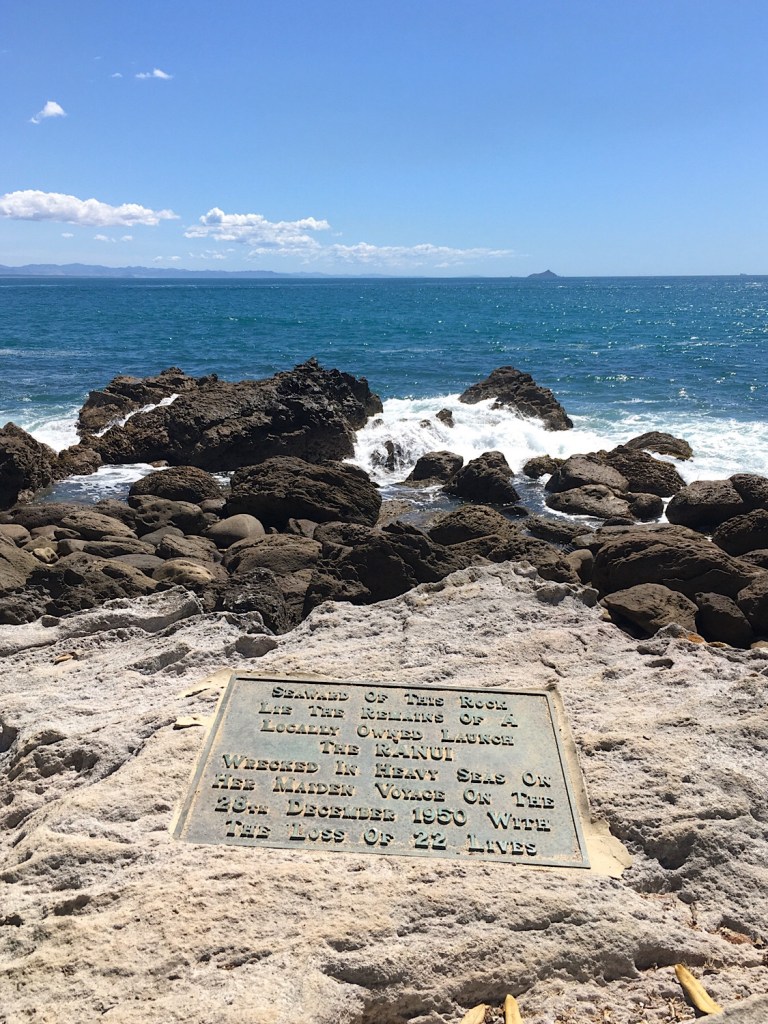 Seaward Of This Rock
Lie The Remains Of A
Locally Owned Launch
The RANUI
Wrecked In Heavy Seas On
Her Maiden Voyage On The
28th December 1950 With
The Loss Of 22 Lives